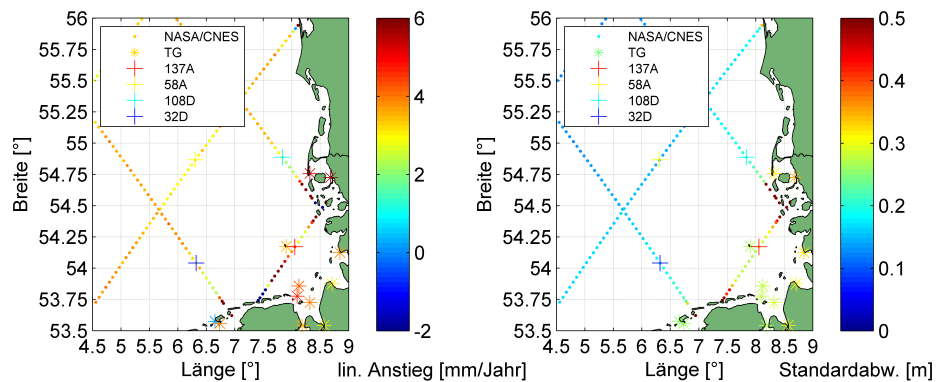 56
55.75
55.5
55.25
55
54.75
54.5
54.25
54
53.75
53.5
Breite [°]
NASA/CNES
TG
137A
58A
108D
32D
4.5 5 5.5 6 6.5 7 7.5 8 8.5 9
Länge [°]
6
4
2
0
-2
lin. Anstieg [mm/Jahr]
56
55.75
55.5
55.25
55
54.75
54.5
54.25
54
53.75
53.5
Breite [°]
NASA/CNES
TG
137A
58A
108D
32D
4.5 5 5.5 6 6.5 7 7.5 8 8.5 9
Länge [°]
0.5
0.4
0.3
0.2
0.1
0
Standardabw. [m]